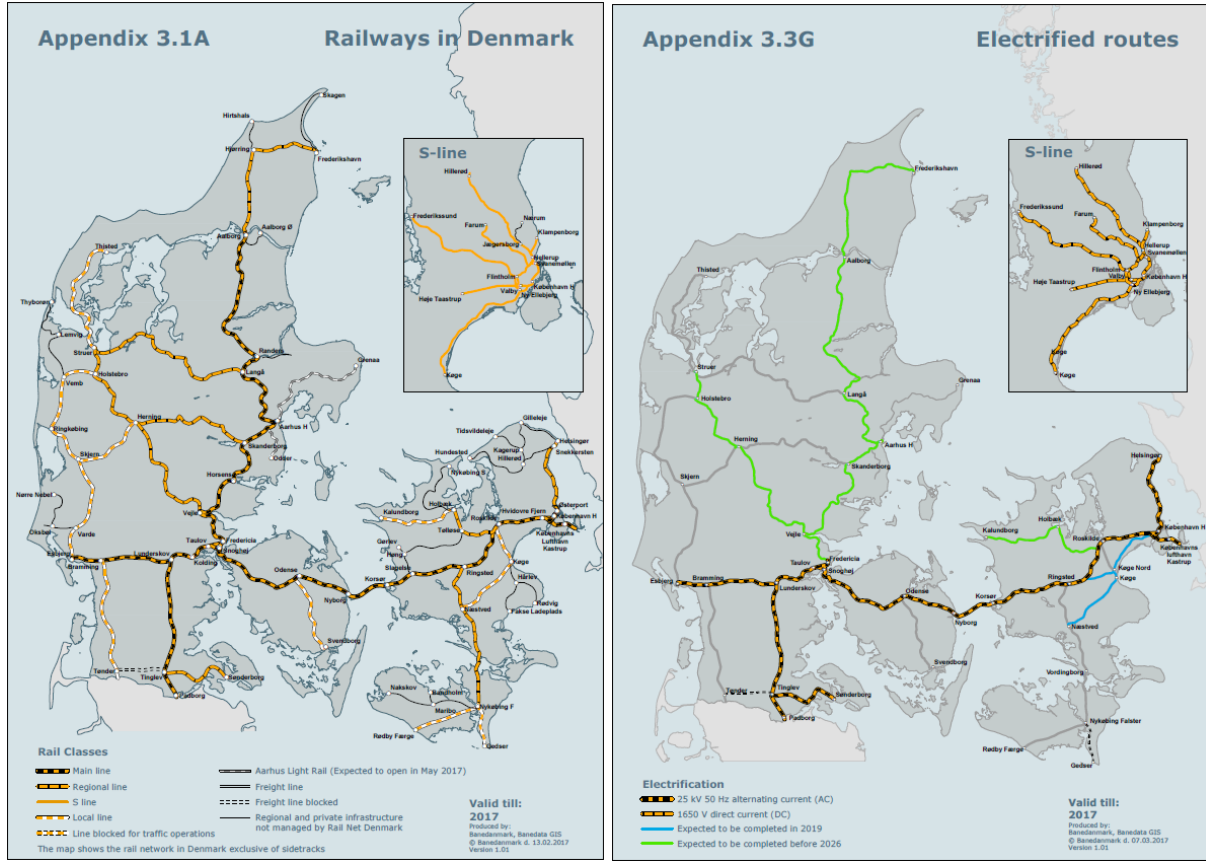 Appendix 3.1A
Railways in Denmark
Skagen
Hirtshals
Hjørring
Frederikshavn
Aalborg Ø
Aalborg
Thisted
Thyborøn
Lemvig
Struer
Vemb
Holstebro
Randers
Langå
Grenaa
Herning
Aarhus H
Ringkøbing
Skjern
Skanderborg
Odder
Horsens
Nørre Nebel
Oksbøl
Varde
Vejle
Esbjerg
Bramming
Lunderskov
Taulov
Fredericia
Snoghøj
Kolding
Odense
Nyborg
Svendborg
Tønder
Tinglev
Sønderborg
Padborg
S-line
Hillerød
Frederikssund
Farum
Nærum
Klampenborg
Jægersborg
Hellerup
Svanemøllen
Flintholm
København H
Valby
Ny Ellebjerg
Høje Taastrup
Køge
Gilleleje
Tisdvildeleje
Helsingør
Hundested
Kagerup
Snekkersten
Hillerød
Nykøbing S
Kalundborg
Holbæk
Hvidovre Fjern
Østerport
København H
Roskilde
Københavns
Lufthavn
Kastrup
Tølløse
Gørlev
Høng
Slagelse
Korsør
Ringsted
Køge
Hårlev
Rødvig
Fakse Ladeplads
Næstved
Nakskov
Bandholm
Maribo
Nykøbing F
Rødby Færge
Gedser
Rail Classes
Main line
Regional line
S line
Local line
Line blocked for traffic operations
Aarhus Light Rail (Expected to open in May 2017)
Freight line
Freight line blocked
Regional and private infrastructure
not managed by Rail Net Denmark
The map shows the rail network in Denmark exclusive of sidetracks
Valid till:
2017
Produced by:
Banedanmark, Banedata GIS
© Banedanmark d. 13.02.2017
Version 1.01
Appendix 3.3G
Electrified routes
Frederikshavn
Aalborg
Thisted
Struer
Holstebro
Langå
Grenaa
Herning
Aarhus H
Skjern
Skanderborg
Vejle
Fredericia
Taulov
Snoghøj
Esbjerg
Bramming
Lunderskov
Odense
Nyborg
Svendborg
Tønder
Tinglev
Sønderborg
Padborg
S-line
Hillerød
Frederikssund
Farum
Klampenborg
Hellerup
Svanemøllen
Flintholm
København H
Valby
Høje Taastrup
Ny Ellebjerg
Køge
Køge
Helsingør
Holbæk
Kalundborg
Roskilde
København H
Københavns
lufthavn
Kastrup
Køge Nord
Køge
Ringsted
Korsør
Næstved
Vordingborg
Nykøbing Falster
Rødby Færge
Gedser
Electrification
25 kV 50 Hz alternating current (AC)
1650 V direct current (DC)
Expected to be completed in 2019
Expected to be completed before 2026
Valid till:
2017
Produced by:
Banedanmark, Banedata GIS
© Banedanmark d. 07.03.2017
Version 1.01